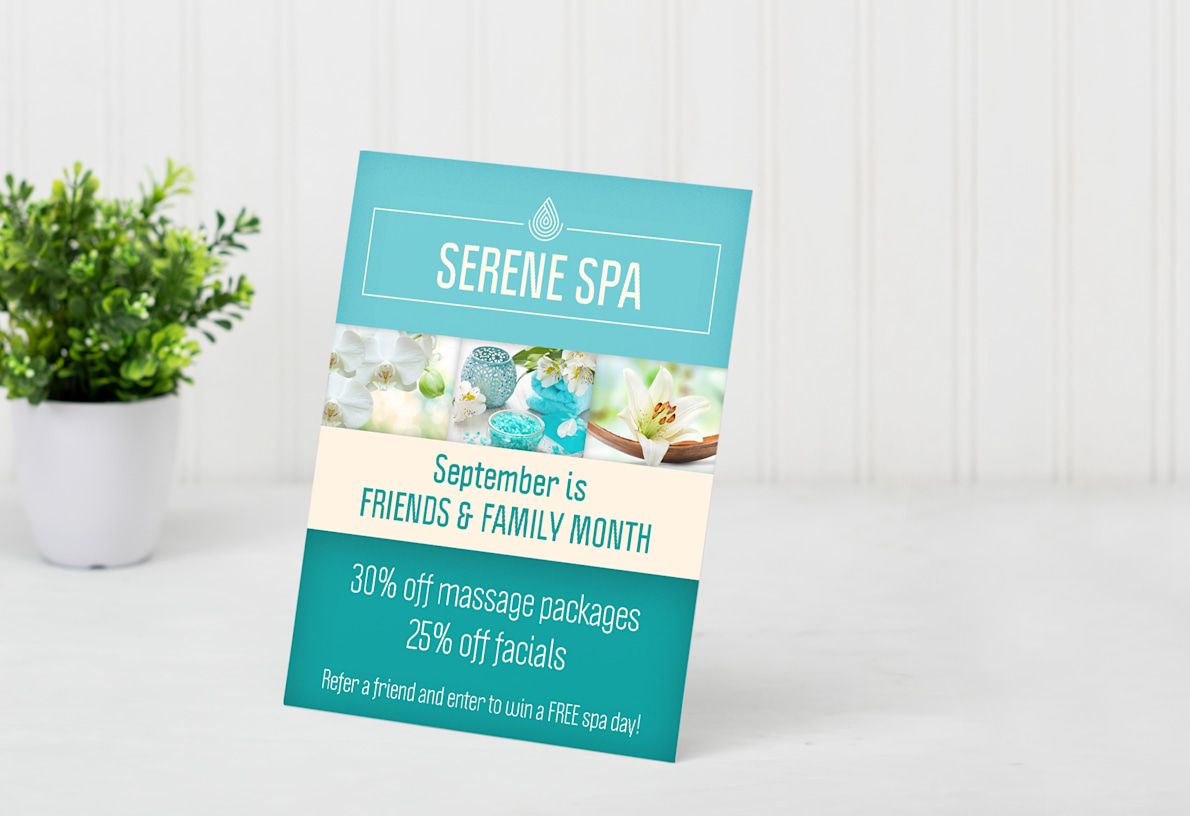 SERENE SPA
September is
FRIENDS & FAMILY MONTH
30% off massage packages
25% off facials
Refer a friend and enter to win a FREE spa day!